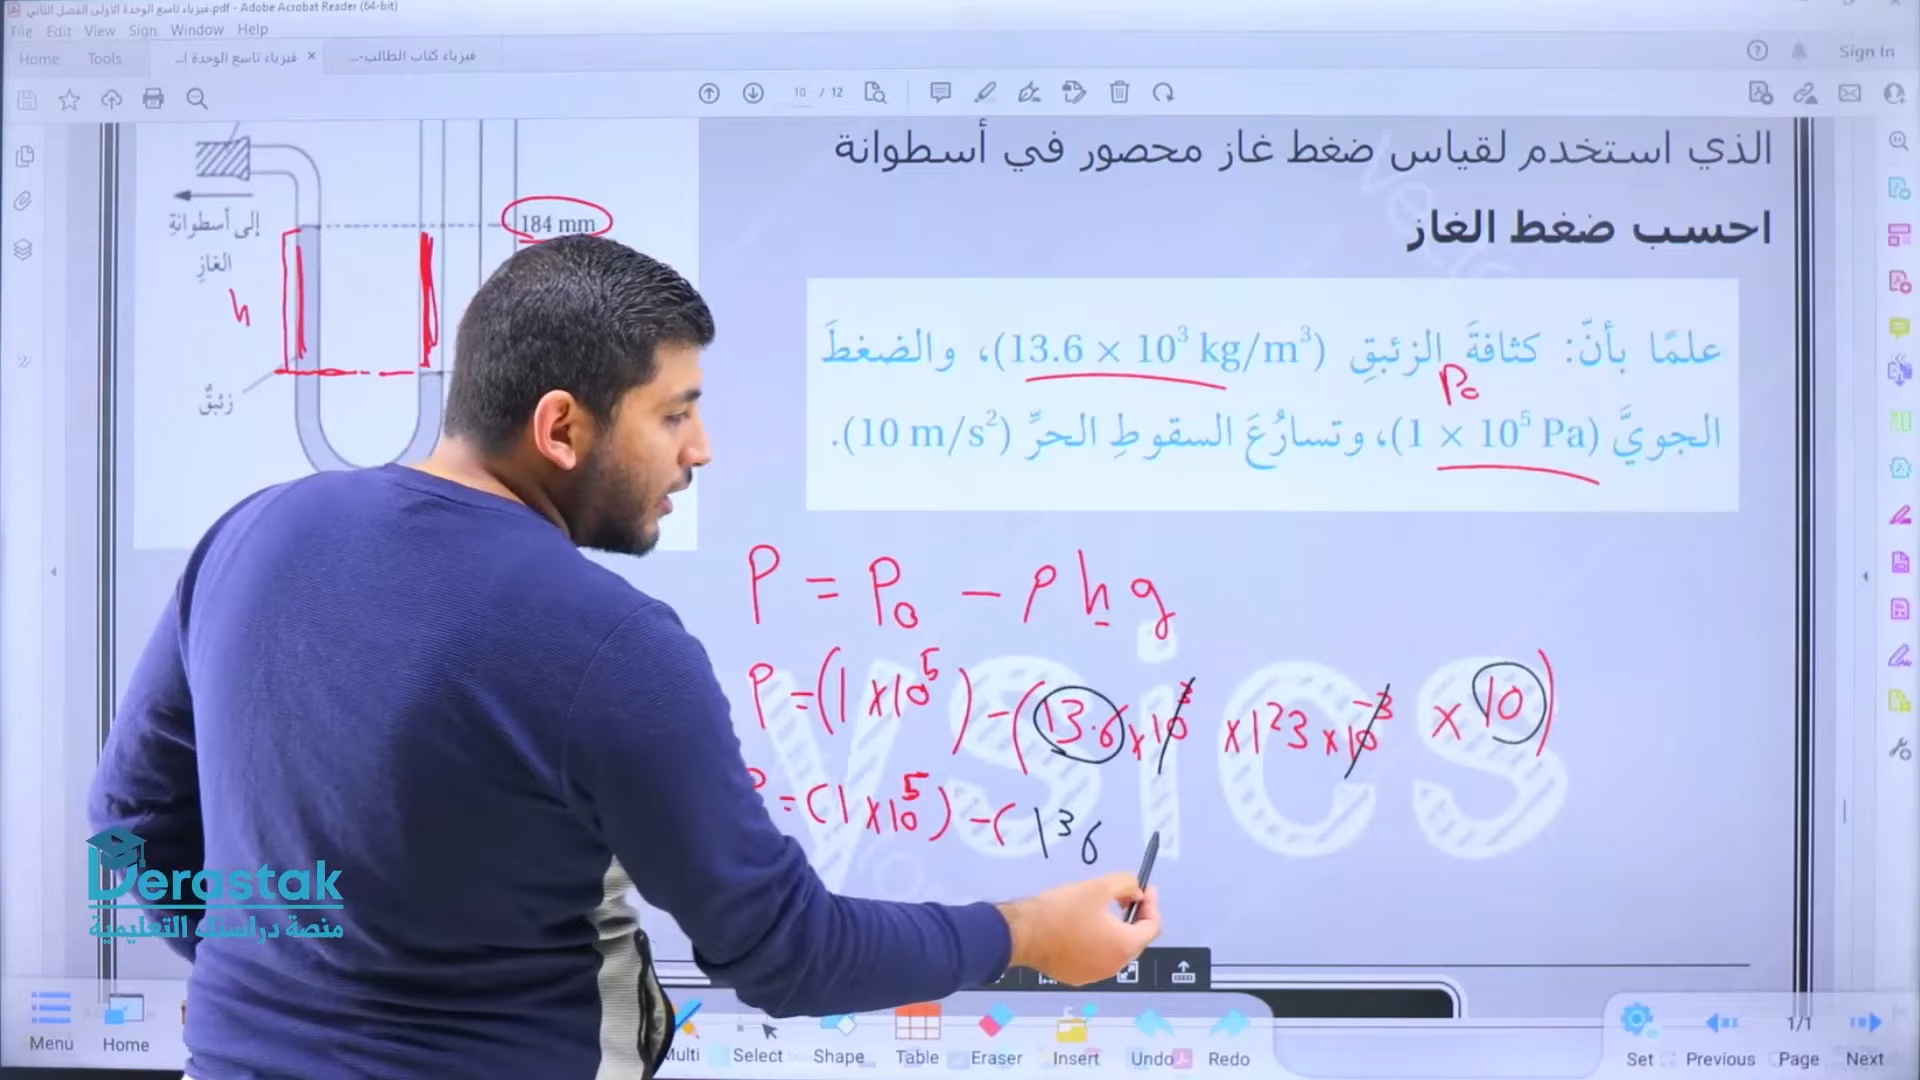 فيزياء تاسع الوحدة الاولى الفصل الثاني.pdf - Adobe Acrobat Reader (64-bit)
File Edit View Sign Window Help
Home Tools
فيزياء تاسع الوحدة ا... ×
فيزياء كتاب الطالب-...
Sign In
10 / 12
الذي استخدم لقياس ضغط غاز محصور في أسطوانة
احسب ضغط الغاز
184 mm
إلى أسطوانةِ
الغازِ
h
زئبقٌ
علمًا بأنّ: كثافةَ الزئبقِ (13.6 × 10³ kg/m³)، والضغطَ
P₀
الجويَّ (1 × 10⁵ Pa)، وتسارُعَ السقوطِ الحرِّ (10 m/s²).
P = P₀ - ρ h g
P = (1 x 10⁵) - (13.6 x 10³ x 123 x 10⁻³ x 10)
P = (1 x 10⁵) - ( 136
ysics
Derastak
منصة دراستك التعليمية
Menu Home Multi Select Shape Table Eraser Insert Undo Redo
1/1
Set Previous Page Next